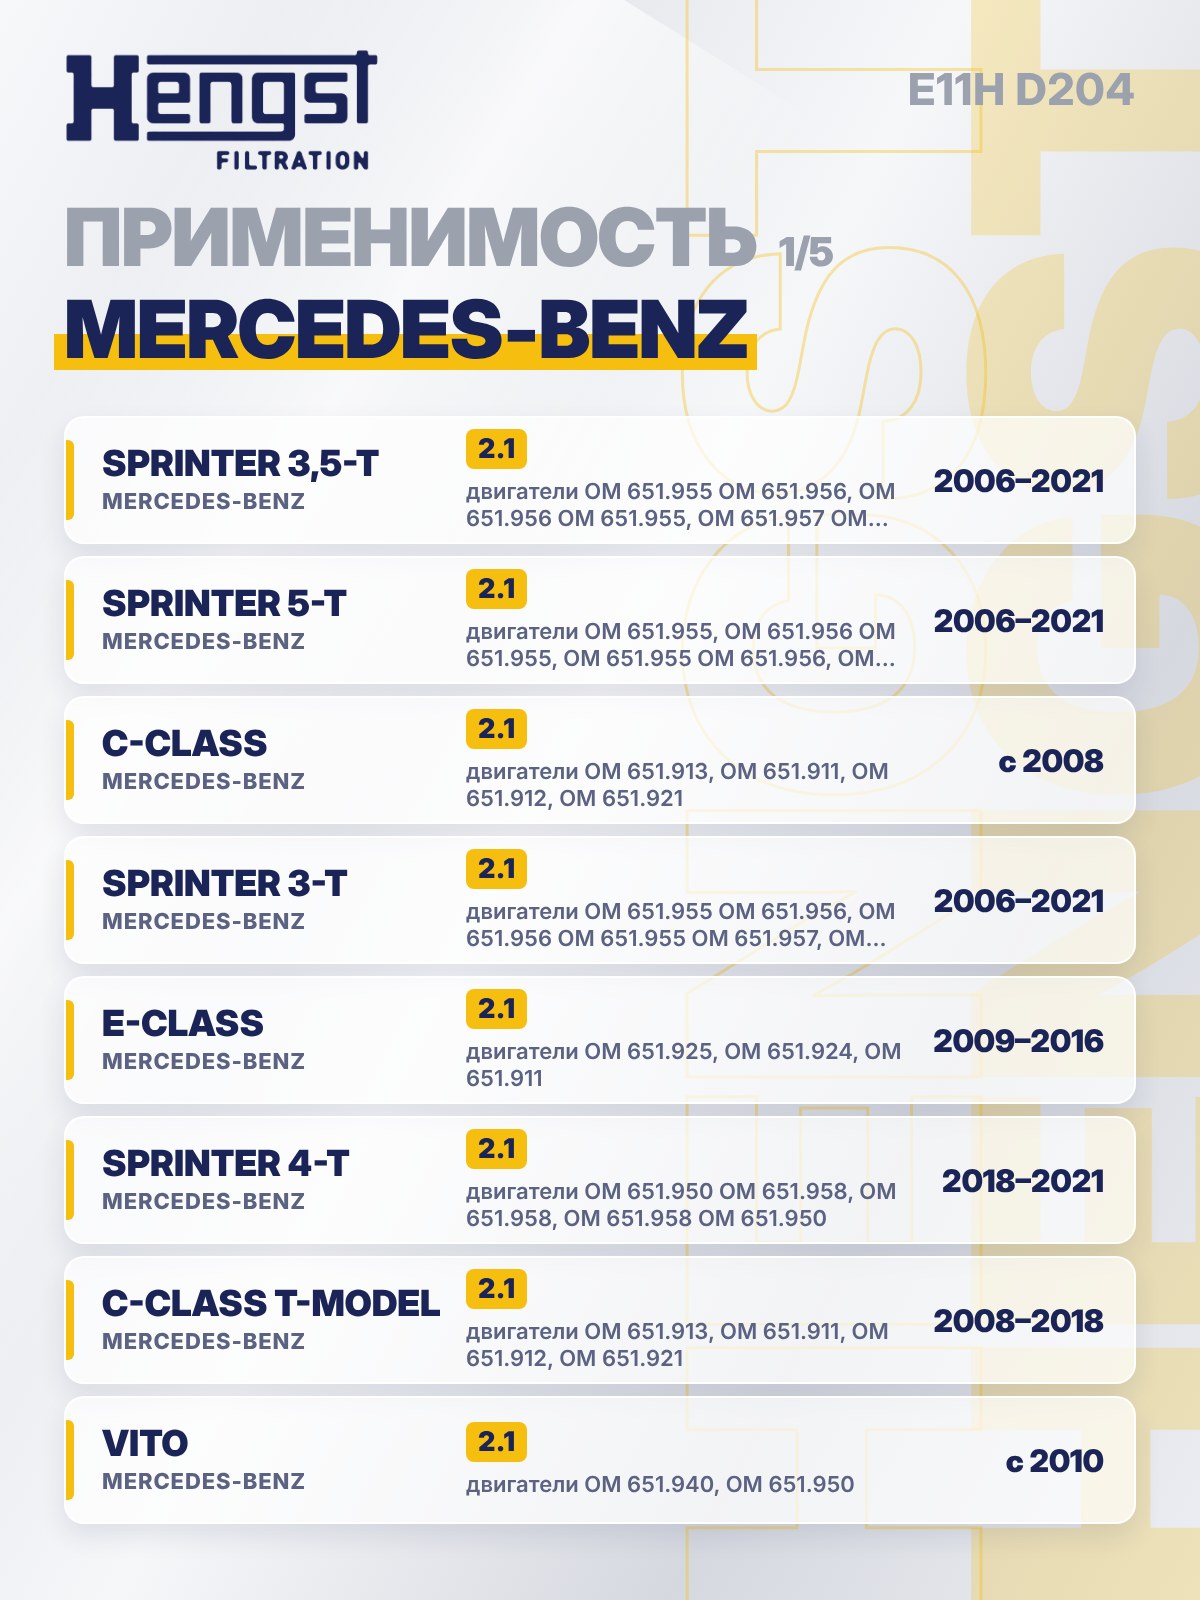 Hengst
FILTRATION
E11H D204
ПРИМЕНИМОСТЬ 1/5
MERCEDES-BENZ
SPRINTER 3,5-T
MERCEDES-BENZ
2.1
двигатели OM 651.955 OM 651.956, OM
651.956 OM 651.955, OM 651.957 OM...
2006–2021
SPRINTER 5-T
MERCEDES-BENZ
2.1
двигатели OM 651.955, OM 651.956 OM
651.955, OM 651.955 OM 651.956, OM...
2006–2021
C-CLASS
MERCEDES-BENZ
2.1
двигатели OM 651.913, OM 651.911, OM
651.912, OM 651.921
с 2008
SPRINTER 3-T
MERCEDES-BENZ
2.1
двигатели OM 651.955 OM 651.956, OM
651.956 OM 651.955 OM 651.957, OM...
2006–2021
E-CLASS
MERCEDES-BENZ
2.1
двигатели OM 651.925, OM 651.924, OM
651.911
2009–2016
SPRINTER 4-T
MERCEDES-BENZ
2.1
двигатели OM 651.950 OM 651.958, OM
651.958, OM 651.958 OM 651.950
2018–2021
C-CLASS T-MODEL
MERCEDES-BENZ
2.1
двигатели OM 651.913, OM 651.911, OM
651.912, OM 651.921
2008–2018
VITO
MERCEDES-BENZ
2.1
двигатели OM 651.940, OM 651.950
с 2010
HENGST
HENGST